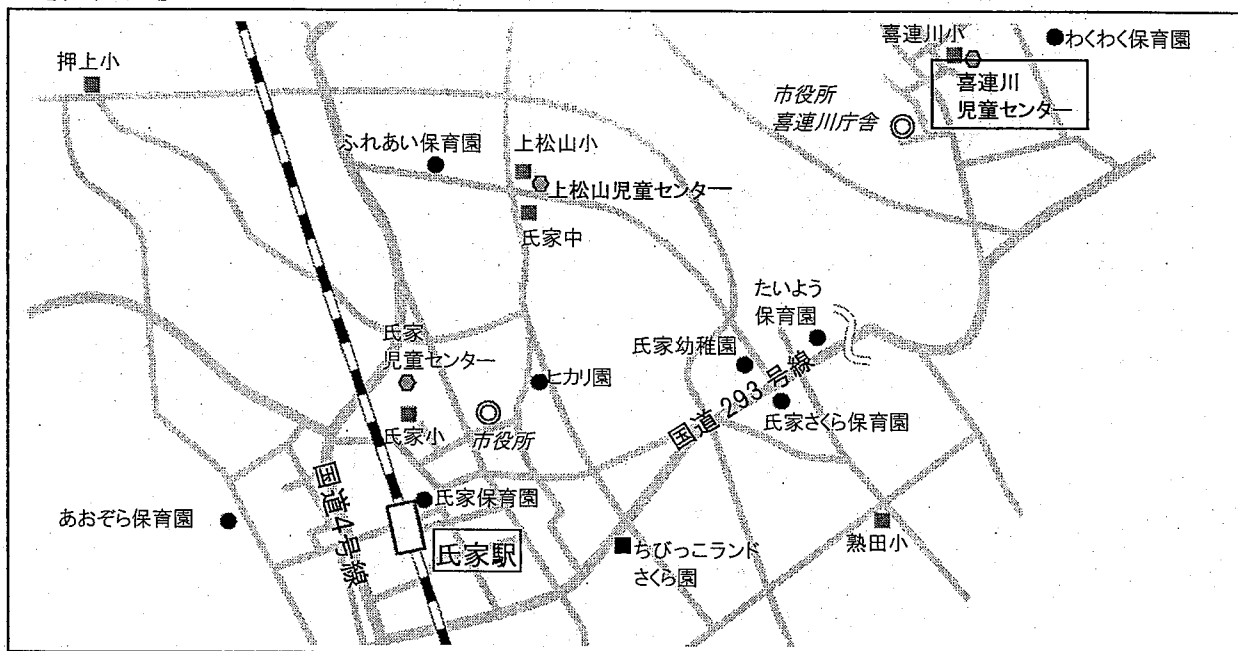 押上小
喜連川小
わくわく保育園
喜連川
児童センター
市役所
喜連川庁舎
ふれあい保育園
上松山小
上松山児童センター
氏家中
たいよう
保育園
氏家
児童センター
氏家幼稚園
ヒカリ園
国道293号線
氏家さくら保育園
氏家小
市役所
国道4号線
氏家保育園
あおぞら保育園
氏家駅
ちびっこランド
さくら園
熟田小